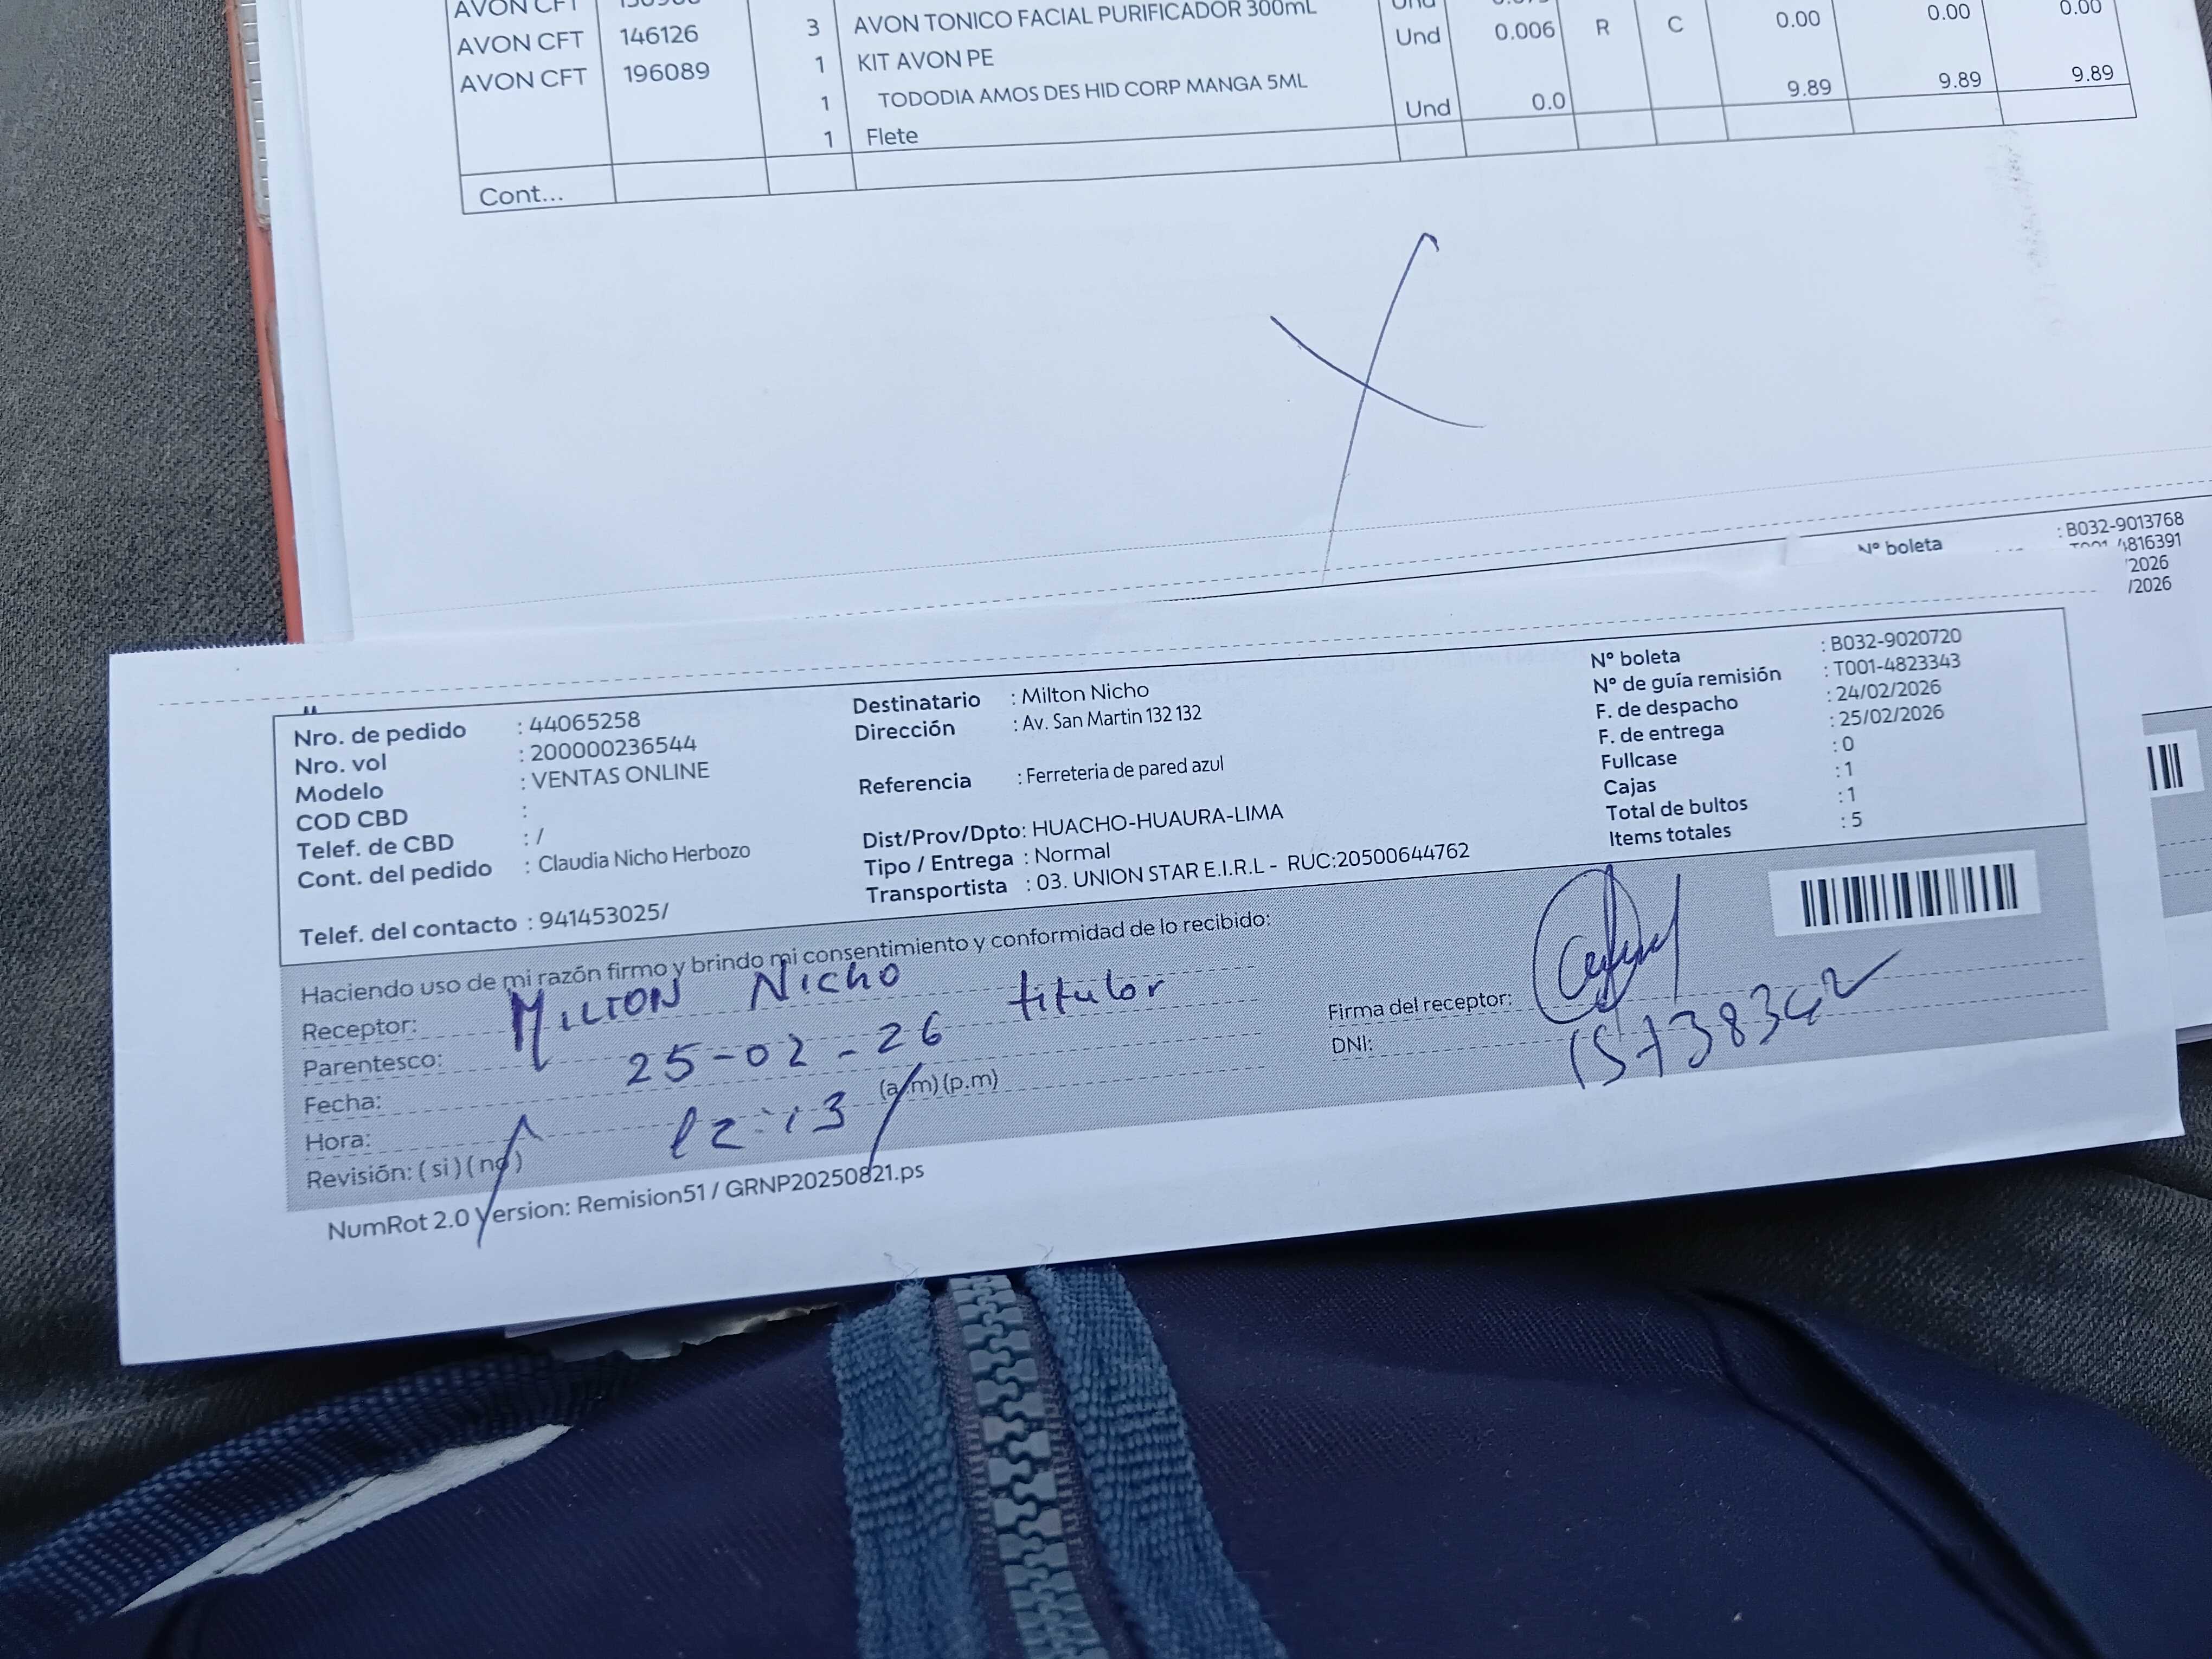 AVON CFT
3 AVON TONICO FACIAL PURIFICADOR 300mL Und
AVON CFT 146126 1 KIT AVON PE Und 0.006 R C 0.00 0.00 0.00
AVON CFT 196089 1 TODODIA AMOS DES HID CORP MANGA 5ML
1 Flete Und 0.0 9.89 9.89 9.89
Cont...
Nº boleta : B032-9013768
4816391
2026
/2026
Nro. de pedido : 44065258
Nro. vol : 200000236544
Modelo : VENTAS ONLINE
COD CBD :
Telef. de CBD : /
Cont. del pedido : Claudia Nicho Herbozo
Telef. del contacto : 941453025/
Destinatario : Milton Nicho
Dirección : Av. San Martin 132 132
Referencia : Ferreteria de pared azul
Dist/Prov/Dpto: HUACHO-HUAURA-LIMA
Tipo / Entrega : Normal
Transportista : 03. UNION STAR E.I.R.L - RUC:20500644762
Nº boleta : B032-9020720
Nº de guía remisión : T001-4823343
F. de despacho : 24/02/2026
F. de entrega : 25/02/2026
Fullcase : 0
Cajas : 1
Total de bultos : 1
Items totales : 5
Haciendo uso de mi razón firmo y brindo mi consentimiento y conformidad de lo recibido:
Receptor: MILTON Nicho
Parentesco: titular
Fecha: 25-02-26
Hora: 12:13 (a.m)(p.m)
Revisión: (si)(no)
Firma del receptor:
DNI: 15738342
NumRot 2.0 Version: Remision51 / GRNP20250821.ps